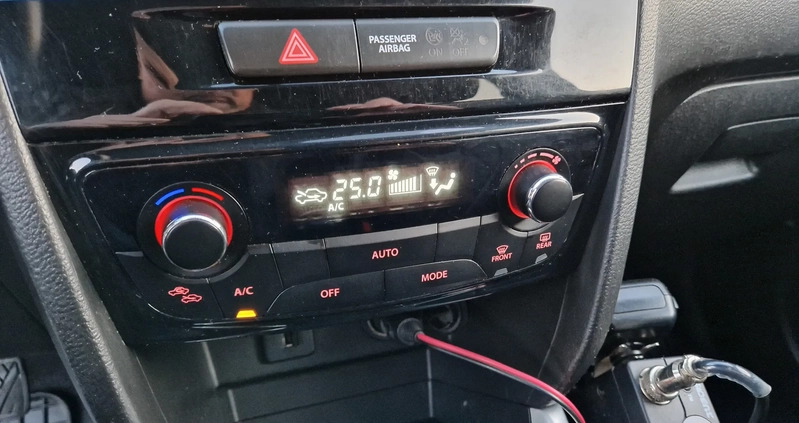 PASSENGER
AIRBAG
ON OFF
25.0
A/C
AUTO
FRONT
REAR
A/C
OFF
MODE